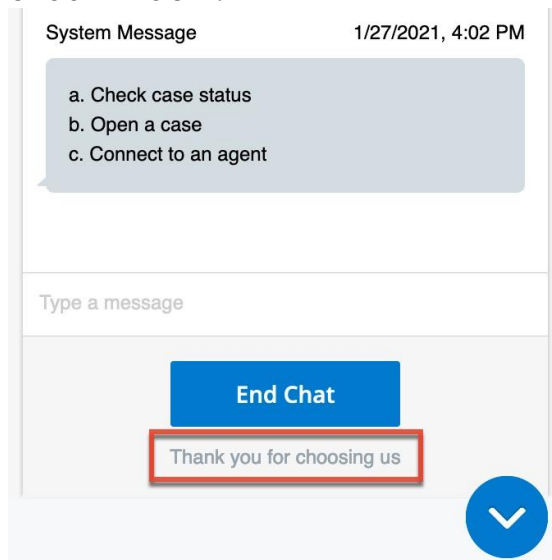 System Message 1/27/2021, 4:02 PM
a. Check case status
b. Open a case
c. Connect to an agent
Type a message
End Chat
Thank you for choosing us